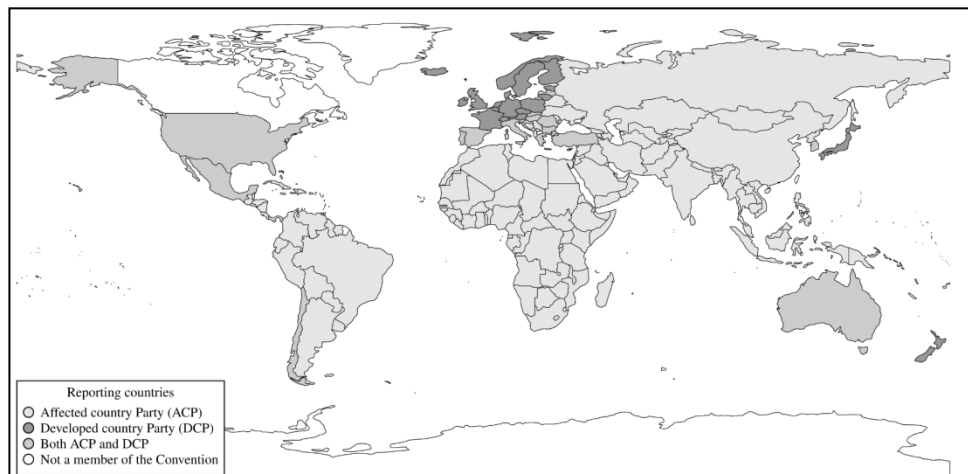 Reporting countries
Affected country Party (ACP)
Developed country Party (DCP)
Both ACP and DCP
Not a member of the Convention